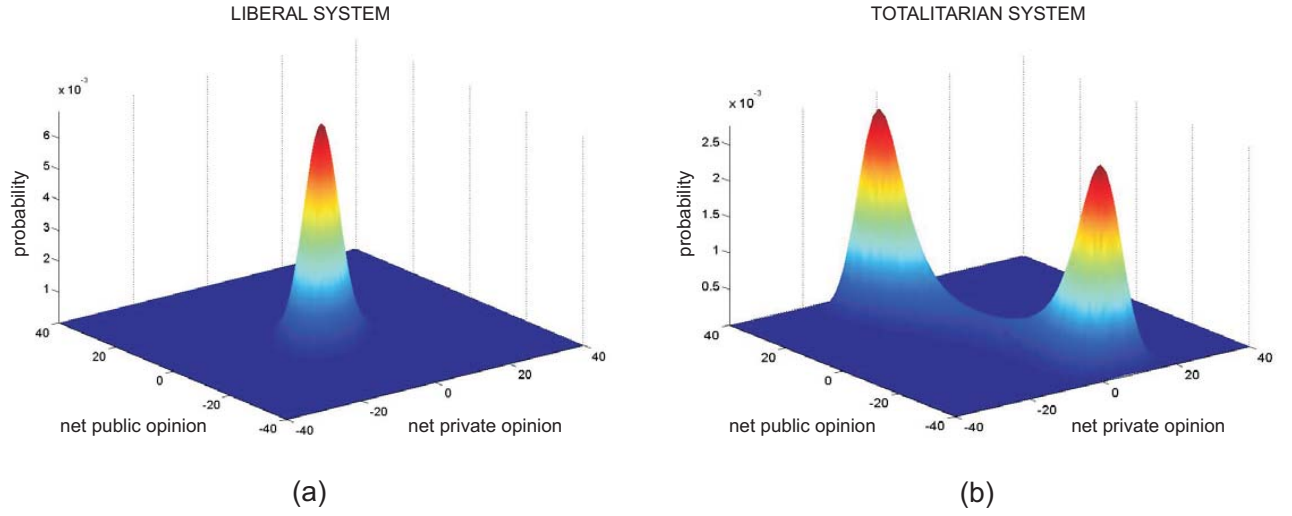 LIBERAL SYSTEM
x 10⁻³
6
5
4
3
2
1
probability
40
20
0
-20
-40
net public opinion
-40
-20
0
20
40
net private opinion
(a)
TOTALITARIAN SYSTEM
x 10⁻³
2.5
2
1.5
1
0.5
probability
40
20
0
-20
-40
net public opinion
-40
-20
0
20
40
net private opinion
(b)